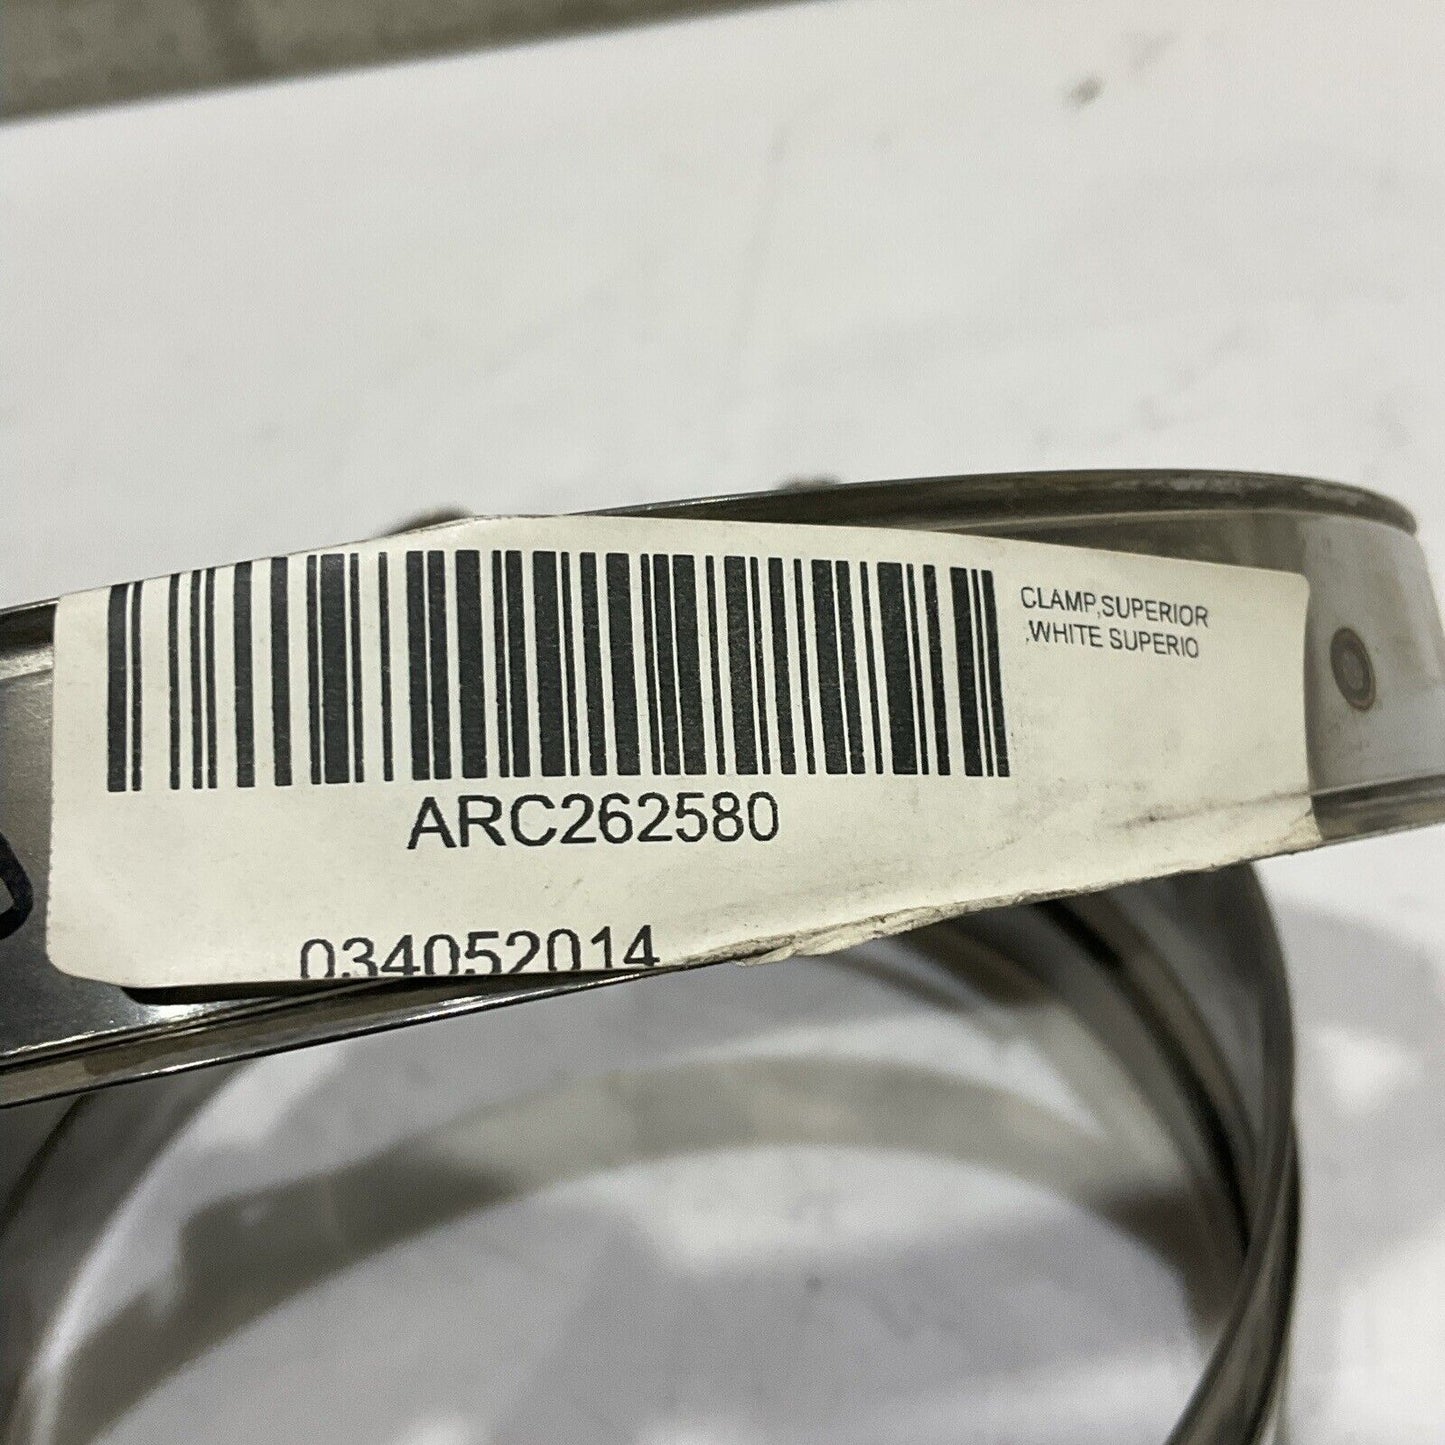 CLAMP,SUPERIOR
,WHITE SUPERIO
ARC262580
034052014